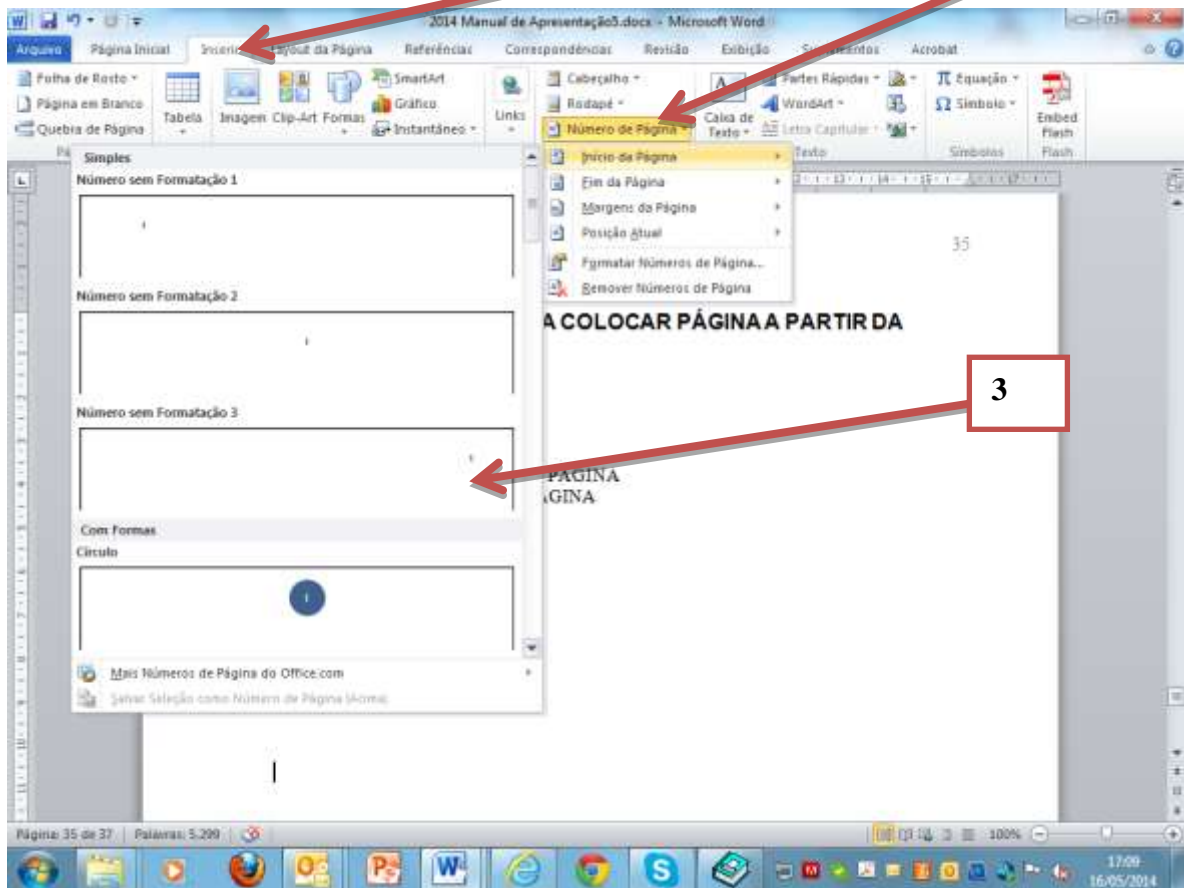 2014 Manual de Apresentação5.docx - Microsoft Word
Arquivo Página Inicial Layout da Página Referências Correspondências Revisão Exibição Acrobat
Folha de Rosto
Página em Branco
Quebra de Página
Tabela
Imagem Clip-Art Formas
SmartArt
Gráfico
Instantâneo
Links
Cabeçalho
Rodapé
Número de Página
Caixa de Texto
Partes Rápidas
WordArt
Letra Capitular
Equação
Símbolo
Embed Flash
Texto
Símbolos
Flash
Simples
Número sem Formatação 1
Número sem Formatação 2
Número sem Formatação 3
Com Formas
Círculo
1
Mais Números de Página do Office.com
Início da Página
Fim da Página
Margens da Página
Posição Atual
Formatar Números de Página...
Remover Números de Página
35
A COLOCAR PÁGINA A PARTIR DA
3
PÁGINA
Página: 35 de 37 Palavras: 5.299 100%
17:09
16/05/2014